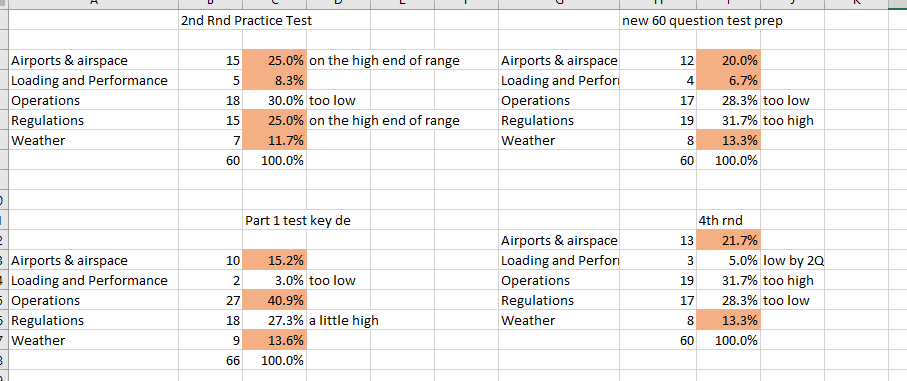 A B C D E F G H I J K
2nd Rnd Practice Test new 60 question test prep
Airports & airspace 15 25.0% on the high end of range Airports & airspace 12 20.0%
Loading and Performance 5 8.3% Loading and Perfor 4 6.7%
Operations 18 30.0% too low Operations 17 28.3% too low
Regulations 15 25.0% on the high end of range Regulations 19 31.7% too high
Weather 7 11.7% Weather 8 13.3%
60 100.0% 60 100.0%
Part 1 test key de 4th rnd
Airports & airspace 13 21.7%
Airports & airspace 10 15.2% Loading and Perfor 3 5.0% low by 2Q
Loading and Performance 2 3.0% too low Operations 19 31.7% too high
Operations 27 40.9% Regulations 17 28.3% too low
Regulations 18 27.3% a little high Weather 8 13.3%
Weather 9 13.6% 60 100.0%
66 100.0%